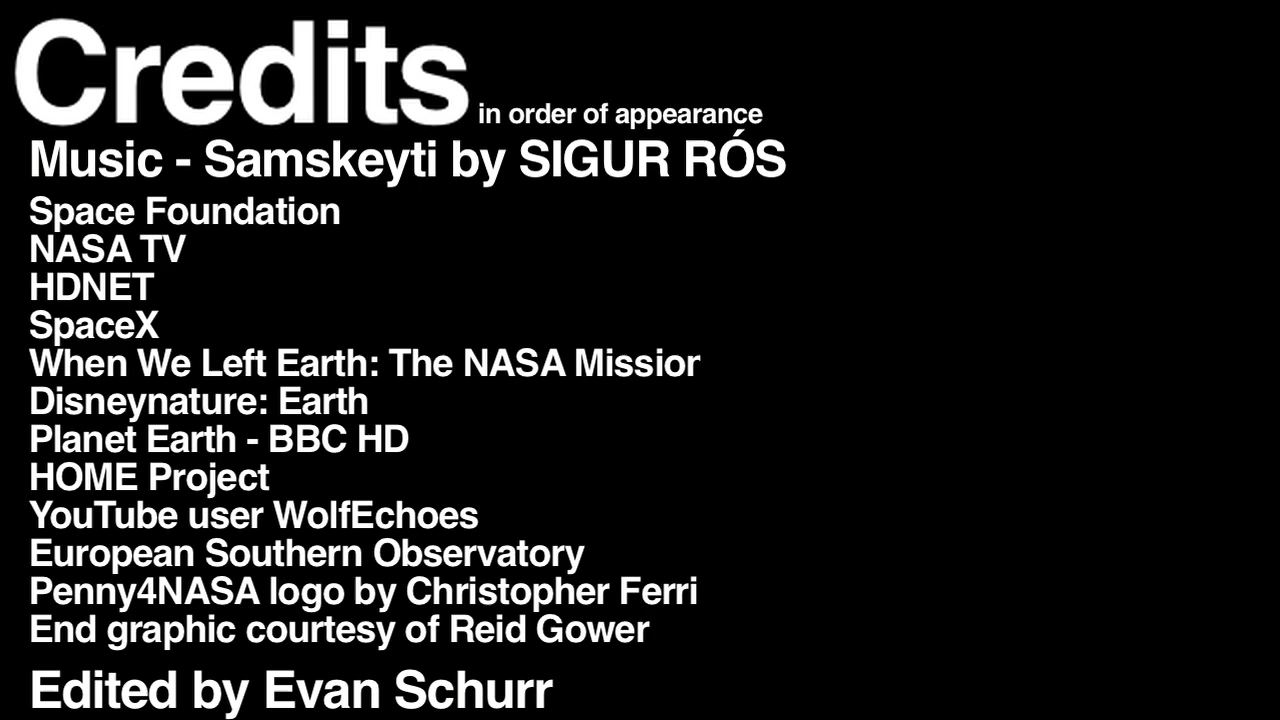 Credits in order of appearance
Music - Samskeyti by SIGUR RÓS
Space Foundation
NASA TV
HDNET
SpaceX
When We Left Earth: The NASA Missior
Disneynature: Earth
Planet Earth - BBC HD
HOME Project
YouTube user WolfEchoes
European Southern Observatory
Penny4NASA logo by Christopher Ferri
End graphic courtesy of Reid Gower
Edited by Evan Schurr